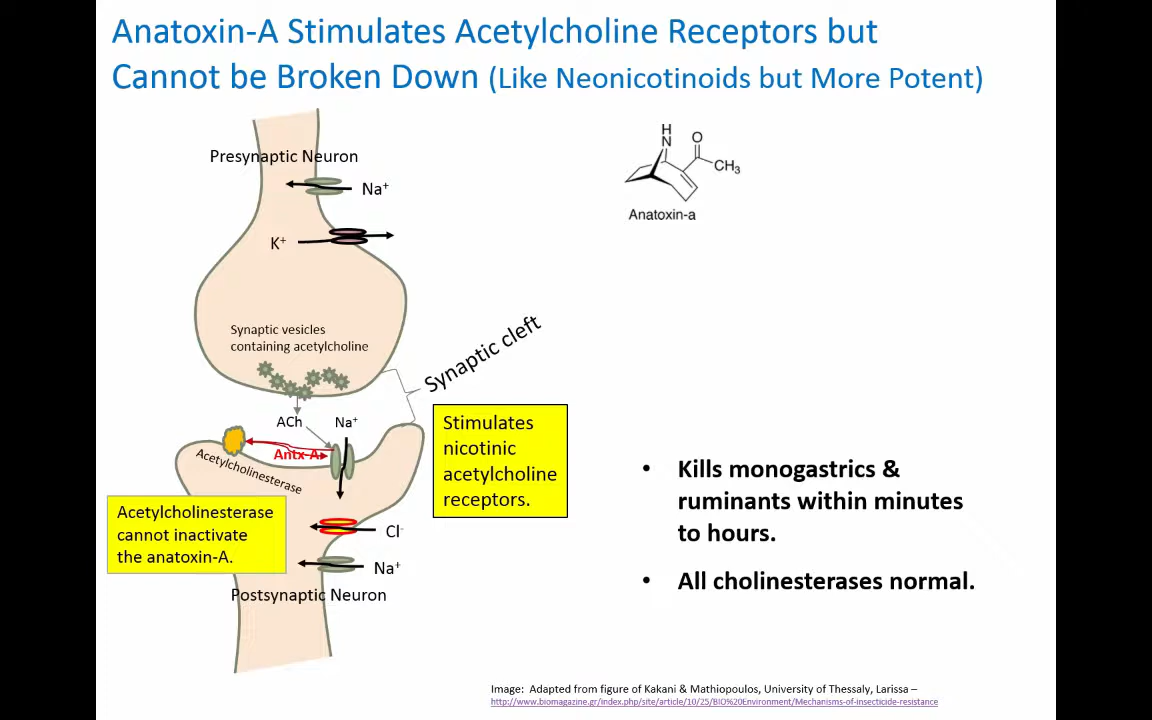 Anatoxin-A Stimulates Acetylcholine Receptors but
Cannot be Broken Down (Like Neonicotinoids but More Potent)
Presynaptic Neuron
Na⁺
K⁺
Synaptic vesicles
containing acetylcholine
Synaptic cleft
ACh
Na⁺
Antx-A
Acetylcholinesterase
Cl⁻
Na⁺
Postsynaptic Neuron
Acetylcholinesterase
cannot inactivate
the anatoxin-A.
Stimulates
nicotinic
acetylcholine
receptors.
H
N
O
CH₃
Anatoxin-a
• Kills monogastrics &
ruminants within minutes
to hours.
• All cholinesterases normal.
Image: Adapted from figure of Kakani & Mathiopoulos, University of Thessaly, Larissa –
http://www.biomagazine.gr/index.php/site/article/10/25/BIO%20Environment/Mechanisms-of-insecticide-resistance